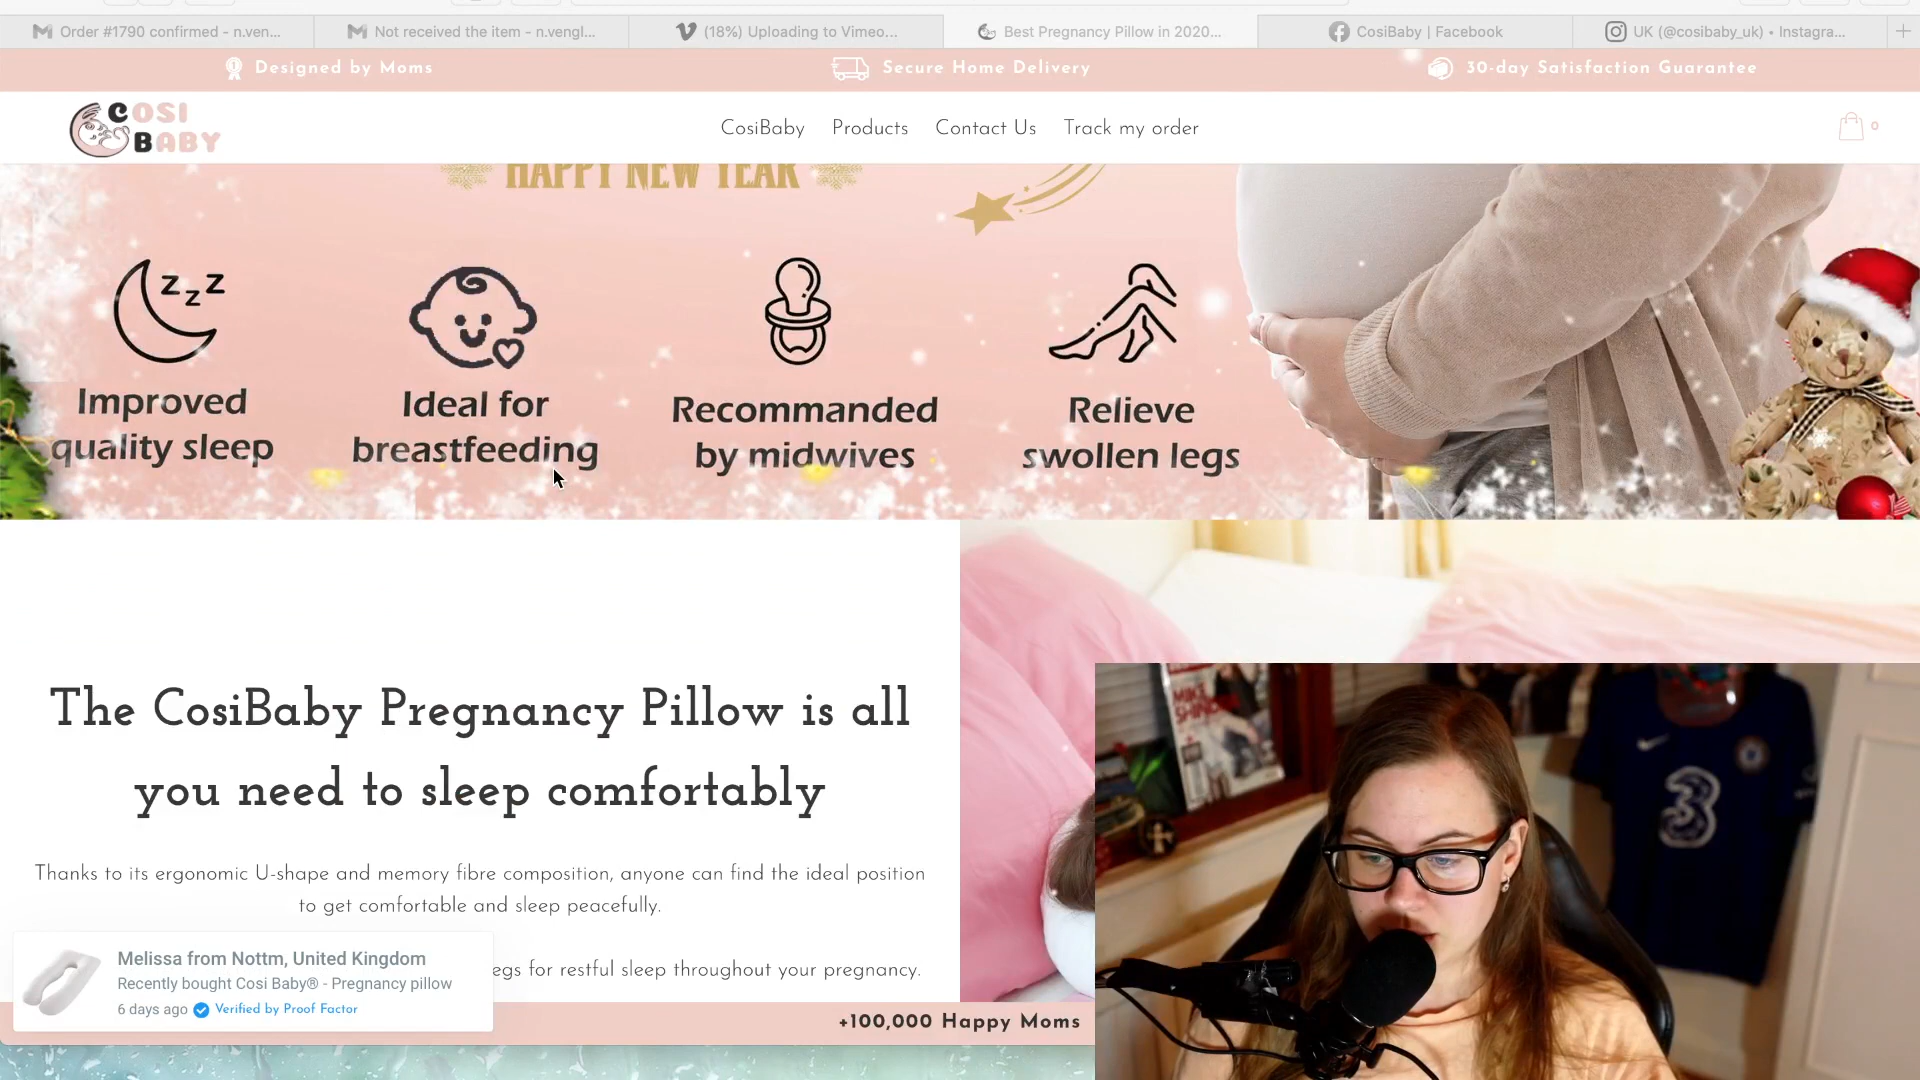 Order #1790 confirmed - n.ven...
Not received the item - n.vengl...
(18%) Uploading to Vimeo...
Best Pregnancy Pillow in 2020...
CosiBaby | Facebook
UK (@cosibaby_uk) • Instagra...
Designed by Moms
Secure Home Delivery
30-day Satisfaction Guarantee
COSI
BABY
CosiBaby
Products
Contact Us
Track my order
0
HAPPY NEW YEAR
zzz
Improved
quality sleep
Ideal for
breastfeeding
Recommanded
by midwives
Relieve
swollen legs
The CosiBaby Pregnancy Pillow is all
you need to sleep comfortably
Thanks to its ergonomic U-shape and memory fibre composition, anyone can find the ideal position
to get comfortable and sleep peacefully.
egs for restful sleep throughout your pregnancy.
Melissa from Nottm, United Kingdom
Recently bought Cosi Baby® - Pregnancy pillow
6 days ago
Verified by Proof Factor
+100,000 Happy Moms
MIKE
SHINODA
3